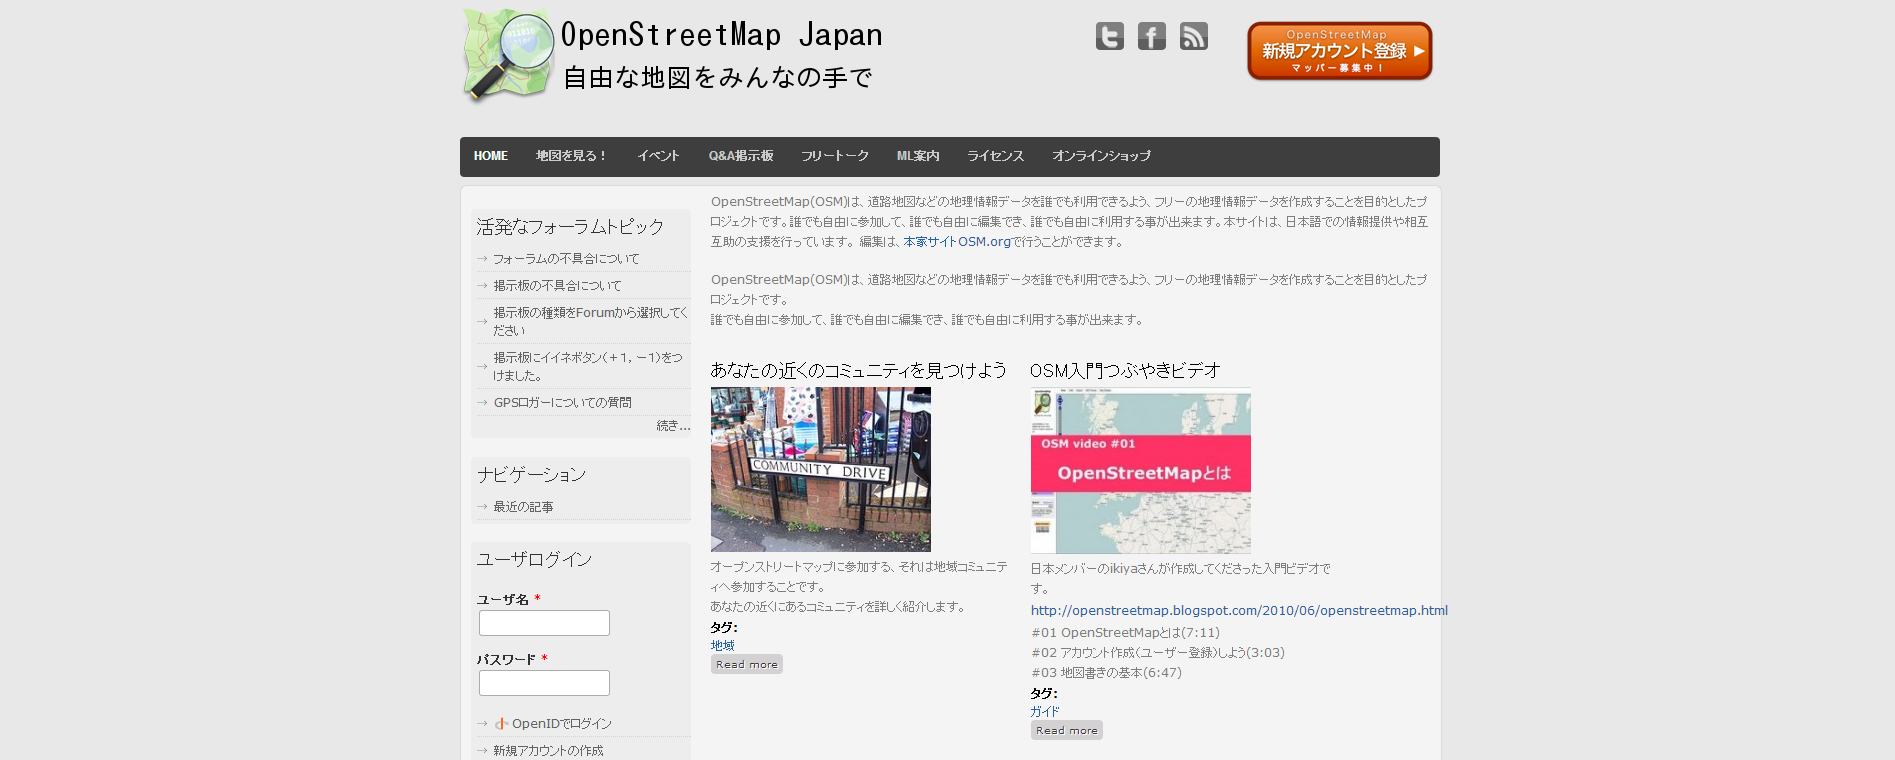 OpenStreetMap Japan
自由な地図をみんなの手で
OpenStreetMap
新規アカウント登録
マッパー募集中！
HOME
地図を見る！
イベント
Q&A掲示板
フリートーク
ML案内
ライセンス
オンラインショップ
活発なフォーラムトピック
フォーラムの不具合について
掲示板の不具合について
掲示板の種類をForumから選択してく
ださい
掲示板にイイネボタン（＋１，－１）をつ
けました。
GPSロガーについての質問
続き...
ナビゲーション
最近の記事
ユーザログイン
ユーザ名 *
パスワード *
OpenIDでログイン
新規アカウントの作成
OpenStreetMap(OSM)は、道路地図などの地理情報データを誰でも利用できるよう、フリーの地理情報データを作成することを目的としたプ
ロジェクトです。誰でも自由に参加して、誰でも自由に編集でき、誰でも自由に利用する事が出来ます。本サイトは、日本語での情報提供や相互
互助の支援を行っています。 編集は、本家サイトOSM.orgで行うことができます。
OpenStreetMap(OSM)は、道路地図などの地理情報データを誰でも利用できるよう、フリーの地理情報データを作成することを目的としたプ
ロジェクトです。
誰でも自由に参加して、誰でも自由に編集でき、誰でも自由に利用する事が出来ます。
あなたの近くのコミュニティを見つけよう
COMMUNITY DRIVE
オープンストリートマップに参加する、それは地域コミュニテ
ィへ参加することです。
あなたの近くにあるコミュニティを詳しく紹介します。
タグ:
地域
Read more
OSM入門つぶやきビデオ
OSM video #01
OpenStreetMapとは
日本メンバーのikiyaさんが作成してくださった入門ビデオで
す。
http://openstreetmap.blogspot.com/2010/06/openstreetmap.html
#01 OpenStreetMapとは(7:11)
#02 アカウント作成（ユーザー登録）しよう(3:03)
#03 地図書きの基本(6:47)
タグ:
ガイド
Read more